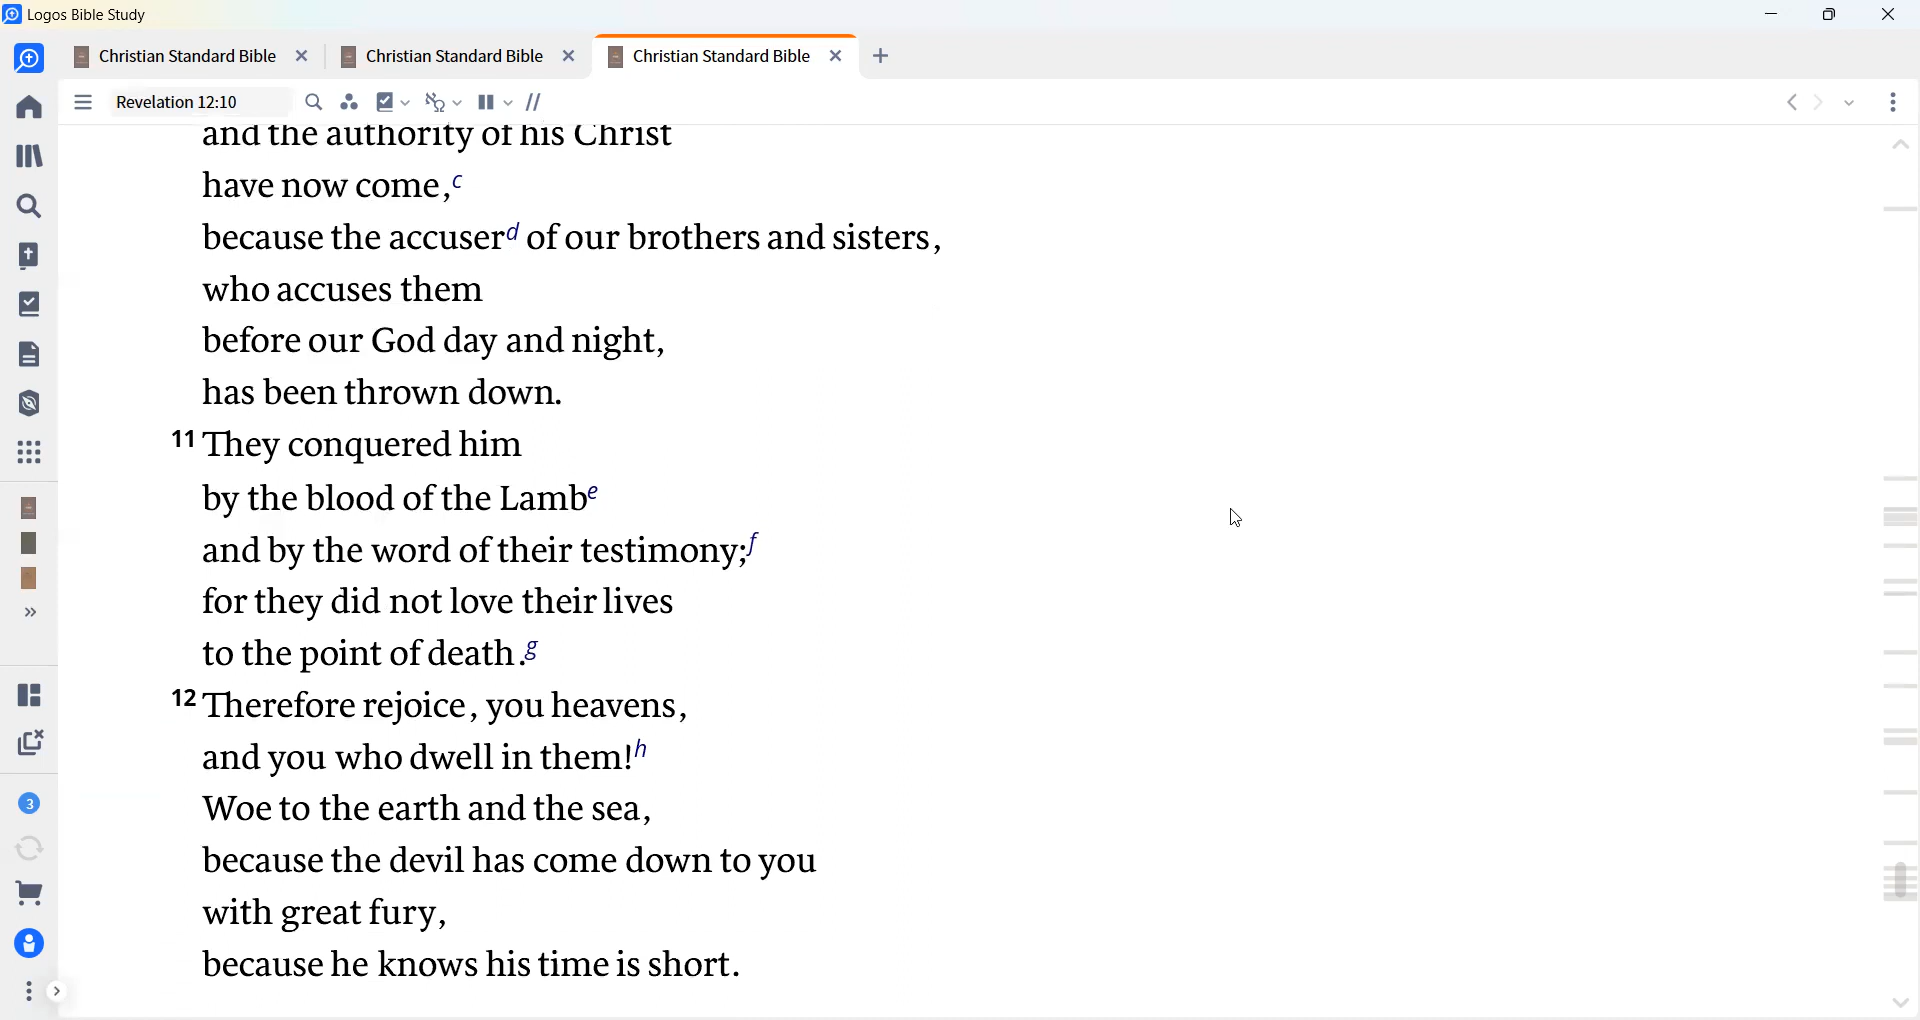 Logos Bible Study
Christian Standard Bible
Christian Standard Bible
Christian Standard Bible
Revelation 12:10
and the authority of his Christ
have now come,c
because the accuserd of our brothers and sisters,
who accuses them
before our God day and night,
has been thrown down.
11 They conquered him
by the blood of the Lambe
and by the word of their testimony;f
for they did not love their lives
to the point of death.g
12 Therefore rejoice, you heavens,
and you who dwell in them!h
Woe to the earth and the sea,
because the devil has come down to you
with great fury,
because he knows his time is short.
3